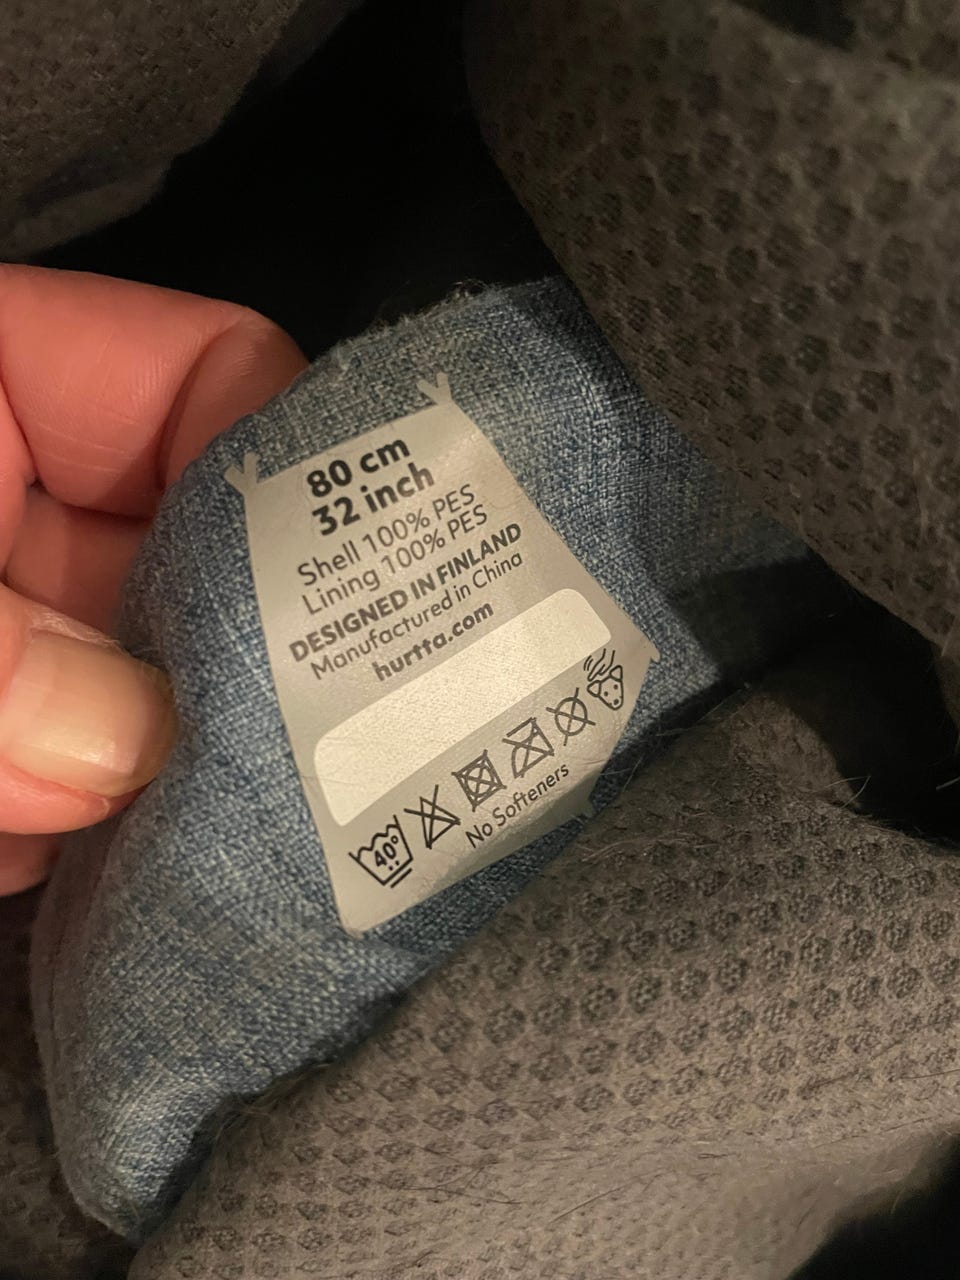 80 cm
32 inch
Shell 100% PES
Lining 100% PES
DESIGNED IN FINLAND
Manufactured in China
hurtta.com
40°
No Softeners